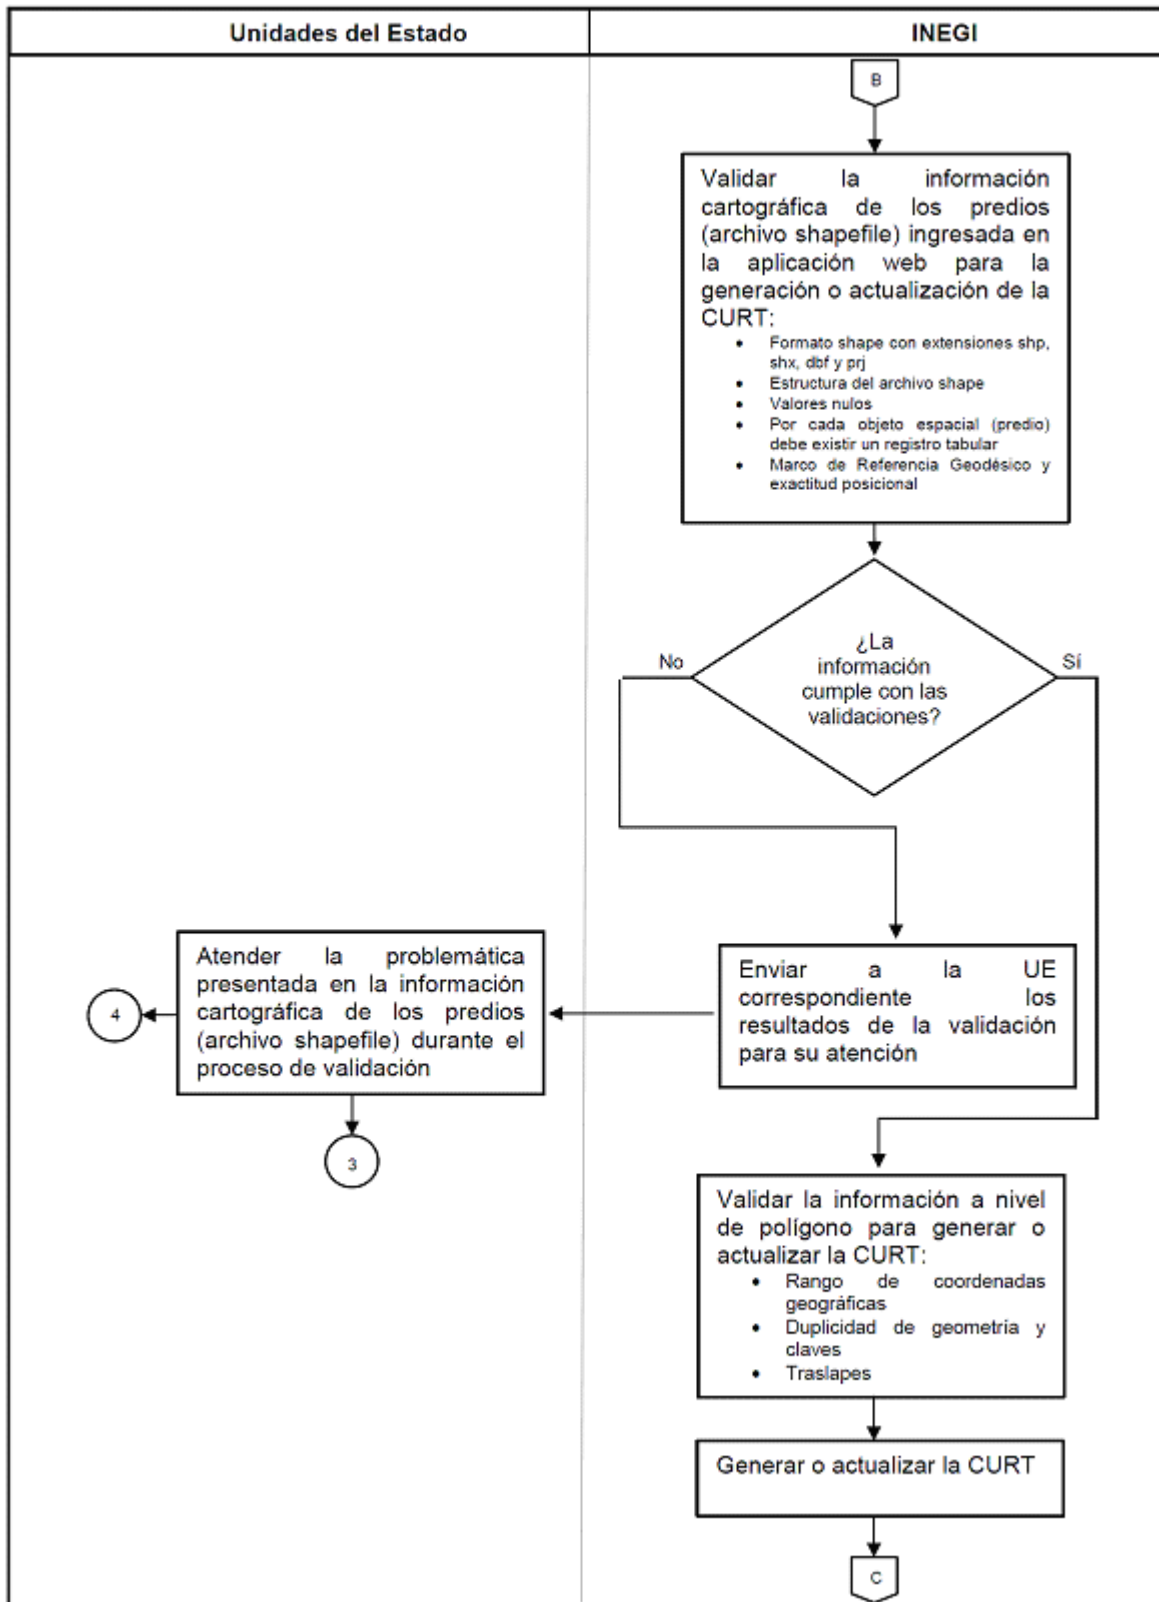 Unidades del Estado
INEGI
B
Validar la información
cartográfica de los predios
(archivo shapefile) ingresada en
la aplicación web para la
generación o actualización de la
CURT:
• Formato shape con extensiones shp,
shx, dbf y prj
• Estructura del archivo shape
• Valores nulos
• Por cada objeto espacial (predio)
debe existir un registro tabular
• Marco de Referencia Geodésico y
exactitud posicional
¿La
información
cumple con las
validaciones?
No
Sí
Atender la problemática
presentada en la información
cartográfica de los predios
(archivo shapefile) durante el
proceso de validación
4
3
Enviar a la UE
correspondiente los
resultados de la validación
para su atención
Validar la información a nivel
de polígono para generar o
actualizar la CURT:
• Rango de coordenadas
geográficas
• Duplicidad de geometría y
claves
• Traslapes
Generar o actualizar la CURT
C